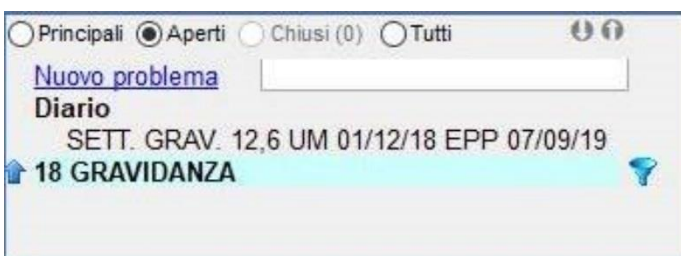 Principali Aperti Chiusi (0) Tutti
Nuovo problema
Diario
SETT. GRAV. 12,6 UM 01/12/18 EPP 07/09/19
18 GRAVIDANZA